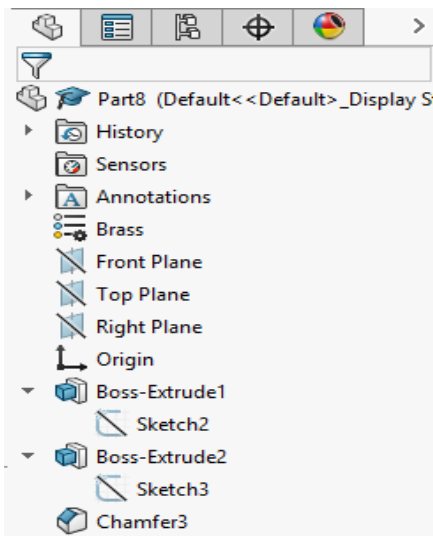 Part8 (Default<<Default>_Display S
History
Sensors
A Annotations
Brass
Front Plane
Top Plane
Right Plane
Origin
Boss-Extrude1
Sketch2
Boss-Extrude2
Sketch3
Chamfer3